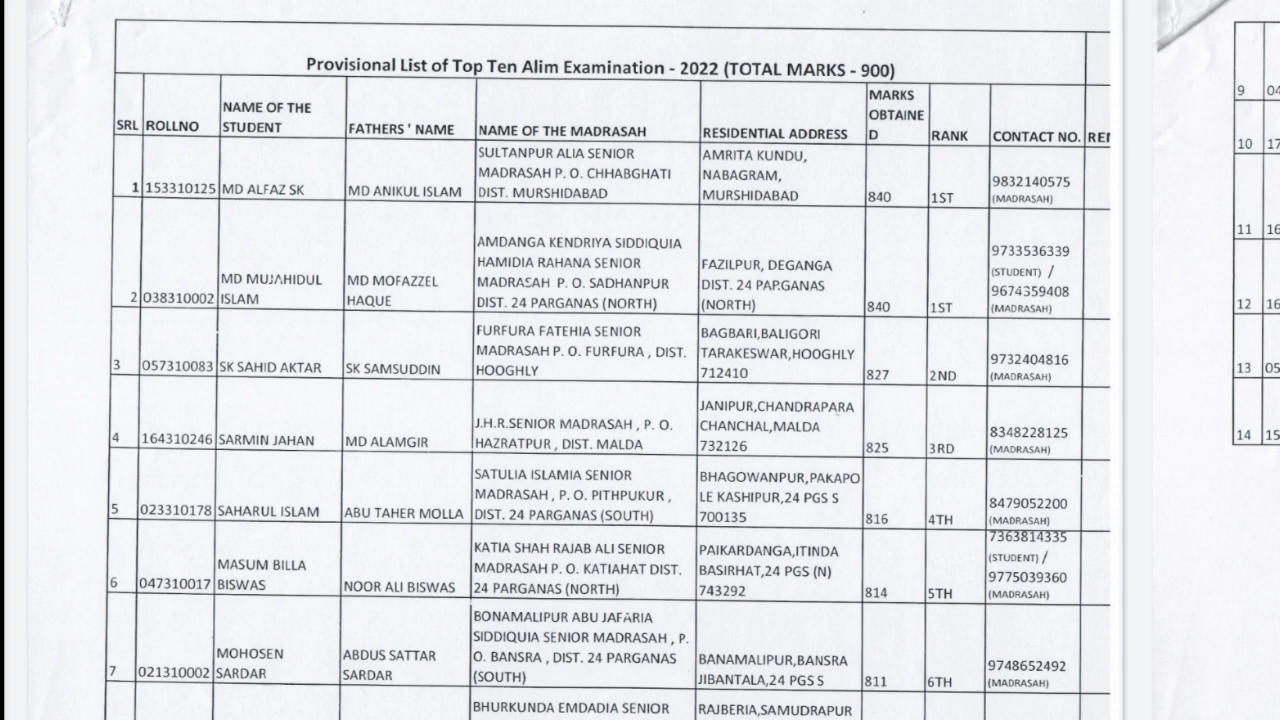 Provisional List of Top Ten Alim Examination - 2022 (TOTAL MARKS - 900)
SRL ROLLNO NAME OF THE STUDENT FATHERS ' NAME NAME OF THE MADRASAH RESIDENTIAL ADDRESS MARKS OBTAINE D RANK CONTACT NO. REI
1 153310125 MD ALFAZ SK MD ANIKUL ISLAM SULTANPUR ALIA SENIOR MADRASAH P. O. CHHABGHATI DIST. MURSHIDABAD AMRITA KUNDU, NABAGRAM, MURSHIDABAD 840 1ST 9832140575 (MADRASAH)
2 038310002 MD MUJAHIDUL ISLAM MD MOFAZZEL HAQUE AMDANGA KENDRIYA SIDDIQUIA HAMIDIA RAHANA SENIOR MADRASAH P. O. SADHANPUR DIST. 24 PARGANAS (NORTH) FAZILPUR, DEGANGA DIST. 24 PARGANAS (NORTH) 840 1ST 9733536339 (STUDENT) / 9674359408 (MADRASAH)
3 057310083 SK SAHID AKTAR SK SAMSUDDIN FURFURA FATEHIA SENIOR MADRASAH P. O. FURFURA , DIST. HOOGHLY BAGBARI,BALIGORI TARAKESWAR,HOOGHLY 712410 827 2ND 9732404816 (MADRASAH)
4 164310246 SARMIN JAHAN MD ALAMGIR J.H.R.SENIOR MADRASAH , P. O. HAZRATPUR , DIST. MALDA JANIPUR,CHANDRAPARA CHANCHAL,MALDA 732126 825 3RD 8348228125 (MADRASAH)
5 023310178 SAHARUL ISLAM ABU TAHER MOLLA SATULIA ISLAMIA SENIOR MADRASAH , P. O. PITHPUKUR , DIST. 24 PARGANAS (SOUTH) BHAGOWANPUR,PAKAPO LE KASHIPUR,24 PGS S 700135 816 4TH 8479052200 (MADRASAH)
6 047310017 MASUM BILLA BISWAS NOOR ALI BISWAS KATIA SHAH RAJAB ALI SENIOR MADRASAH P. O. KATIAHAT DIST. 24 PARGANAS (NORTH) PAIKARDANGA,ITINDA BASIRHAT,24 PGS (N) 743292 814 5TH 7363814335 (STUDENT) / 9775039360 (MADRASAH)
7 021310002 MOHOSEN SARDAR ABDUS SATTAR SARDAR BONAMALIPUR ABU JAFARIA SIDDIQUIA SENIOR MADRASAH , P. O. BANSRA , DIST. 24 PARGANAS (SOUTH) BANAMALIPUR,BANSRA JIBANTALA,24 PGS S 811 6TH 9748652492 (MADRASAH)
BHURKUNDA EMDADIA SENIOR RAJBERIA,SAMUDRAPUR
9 04
10 17
11 16
12 16
13 05
14 15